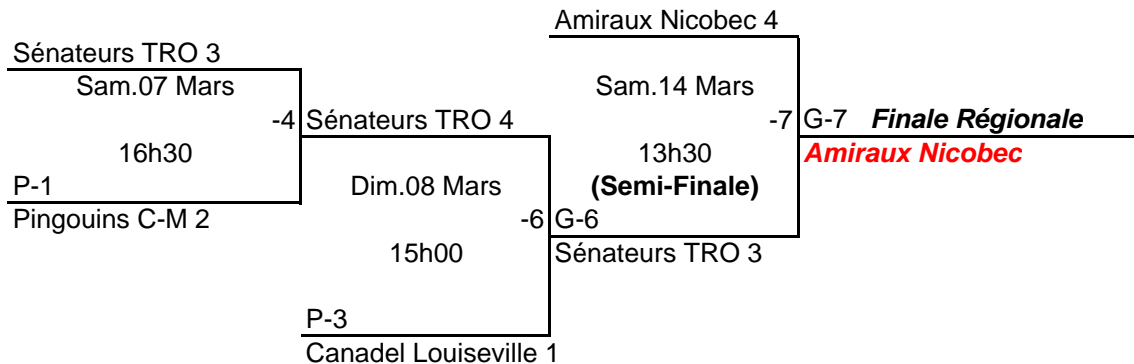 Amiraux Nicobec 4
Sénateurs TRO 3
Sam.07 Mars
Sam.14 Mars
-4
Sénateurs TRO 4
-7
G-7
Finale Régionale
16h30
13h30
Amiraux Nicobec
P-1
Dim.08 Mars
(Semi-Finale)
Pingouins C-M 2
-6
G-6
15h00
Sénateurs TRO 3
P-3
Canadel Louiseville 1